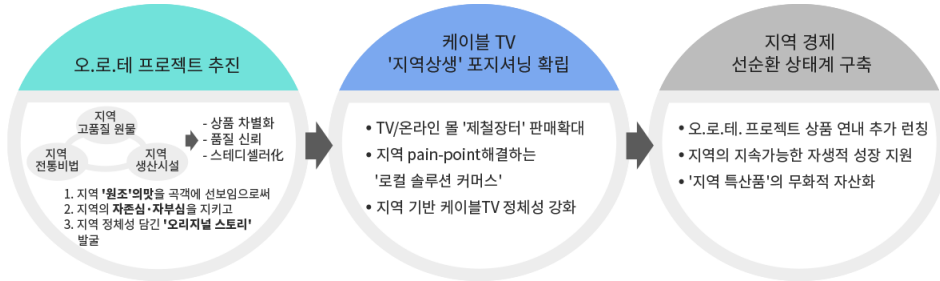 오.로.테 프로젝트 추진
지역
고품질 원물
지역
전통비법
지역
생산시설
- 상품 차별화
- 품질 신뢰
- 스테디셀러化
1. 지역 '원조'의맛을 곡객에 선보임으로써
2. 지역의 자존심·자부심을 지키고
3. 지역 정체성 담긴 '오리지널 스토리'
발굴
케이블 TV
'지역상생' 포지셔닝 확립
• TV/온라인 몰 '제철장터' 판매확대
• 지역 pain-point해결하는
'로컬 솔루션 커머스'
• 지역 기반 케이블TV 정체성 강화
지역 경제
선순환 상태계 구축
• 오.로.테. 프로젝트 상품 연내 추가 런칭
• 지역의 지속가능한 자생적 성장 지원
• '지역 특산품'의 무화적 자산화